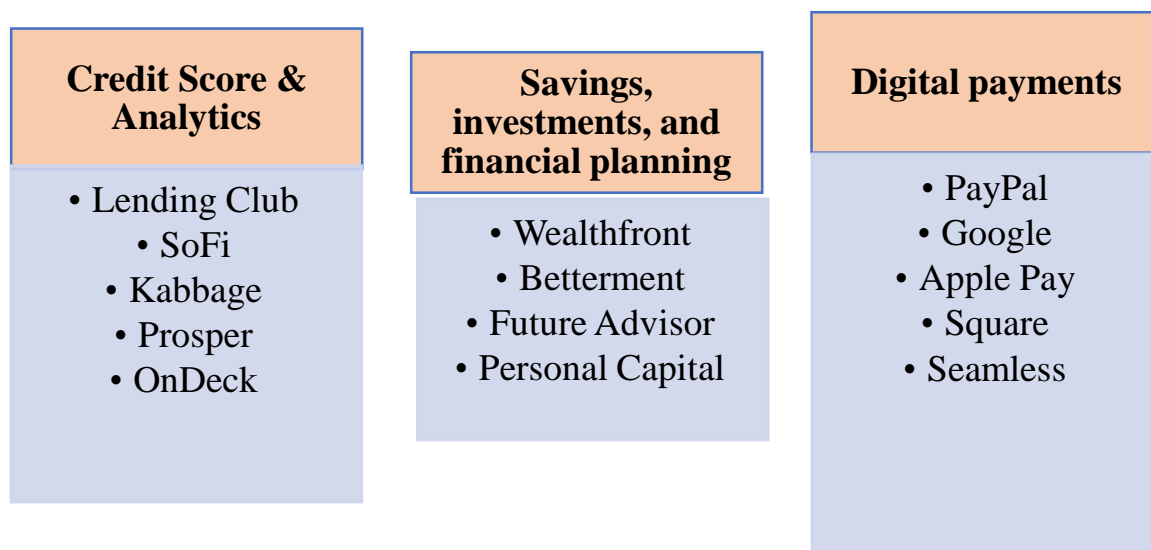 Credit Score &
Analytics
• Lending Club
• SoFi
• Kabbage
• Prosper
• OnDeck
Savings,
investments, and
financial planning
• Wealthfront
• Betterment
• Future Advisor
• Personal Capital
Digital payments
• PayPal
• Google
• Apple Pay
• Square
• Seamless